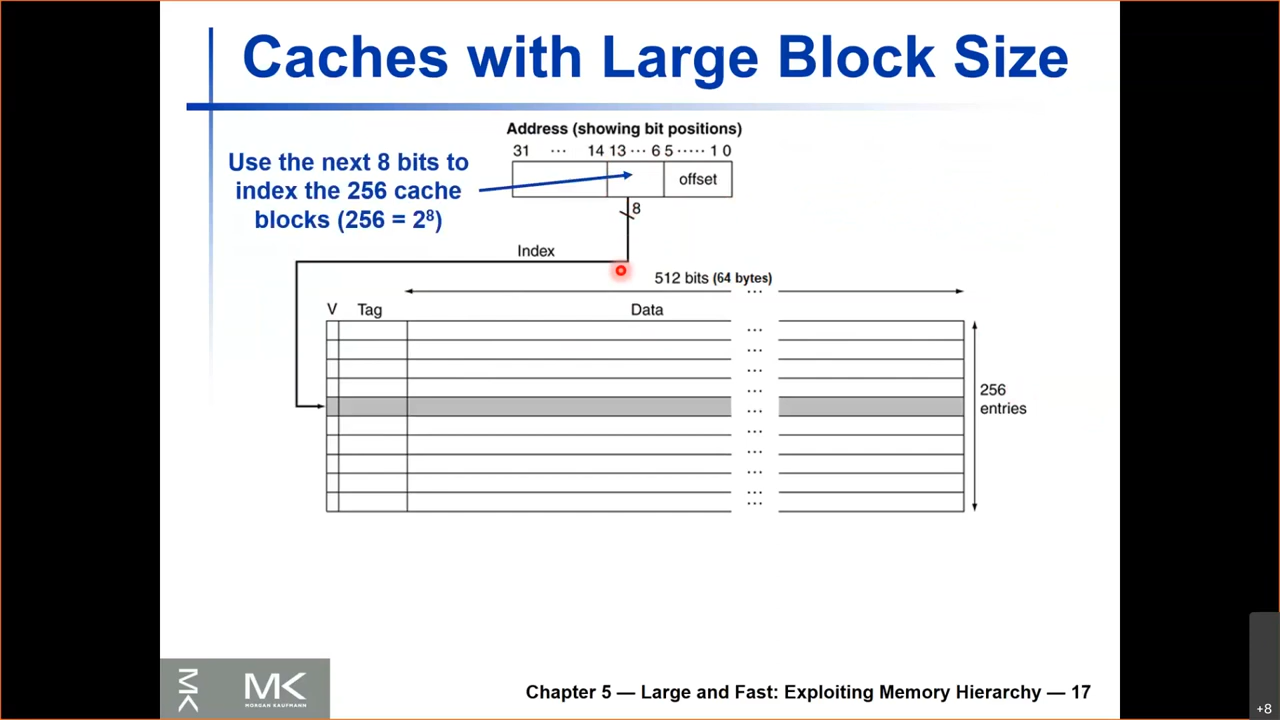 Caches with Large Block Size
Address (showing bit positions)
31 ... 14 13 ... 6 5 ..... 1 0
Use the next 8 bits to
index the 256 cache
blocks (256 = 2⁸)
offset
8
Index
512 bits (64 bytes)
...
V Tag Data
...
...
...
...
...
...
...
...
...
...
256
entries
MK
MK
MORGAN KAUFMANN
Chapter 5 — Large and Fast: Exploiting Memory Hierarchy — 17
+8